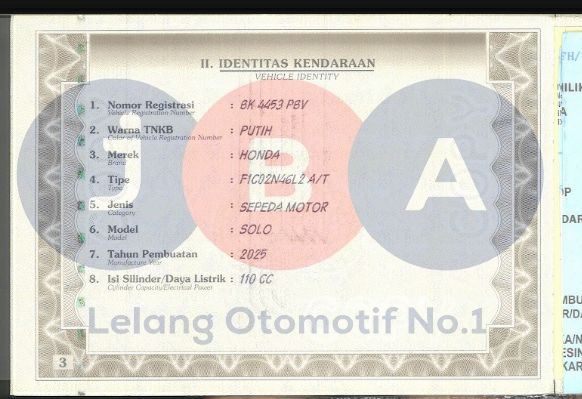 II. IDENTITAS KENDARAAN
VEHICLE IDENTITY
1. Nomor Registrasi : BK 4453 PBV
Vehicle Registration Number
2. Warna TNKB : PUTIH
Color of Vehicle Registration Number
3. Merek : HONDA
Brand
4. Tipe : F1C02N46L2 A/T
Type
5. Jenis : SEPEDA MOTOR
Category
6. Model : SOLO
Model
7. Tahun Pembuatan : 2025
Manufacture Year
8. Isi Silinder/Daya Listrik : 110 CC
Cylinder Capacity/Electrical Power
JBA
Lelang Otomotif No.1
3